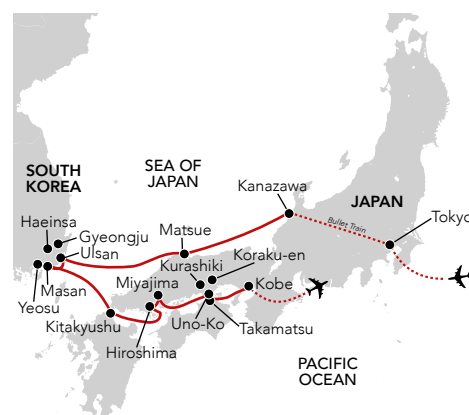 SEA OF
JAPAN
SOUTH
KOREA
Kanazawa
JAPAN
Bullet Train
Tokyo
Haeinsa
Gyeongju
Ulsan
Matsue
Kurashiki
Koraku-en
Miyajima
Kobe
Masan
Yeosu
Kitakyushu
Uno-Ko
Takamatsu
Hiroshima
PACIFIC
OCEAN